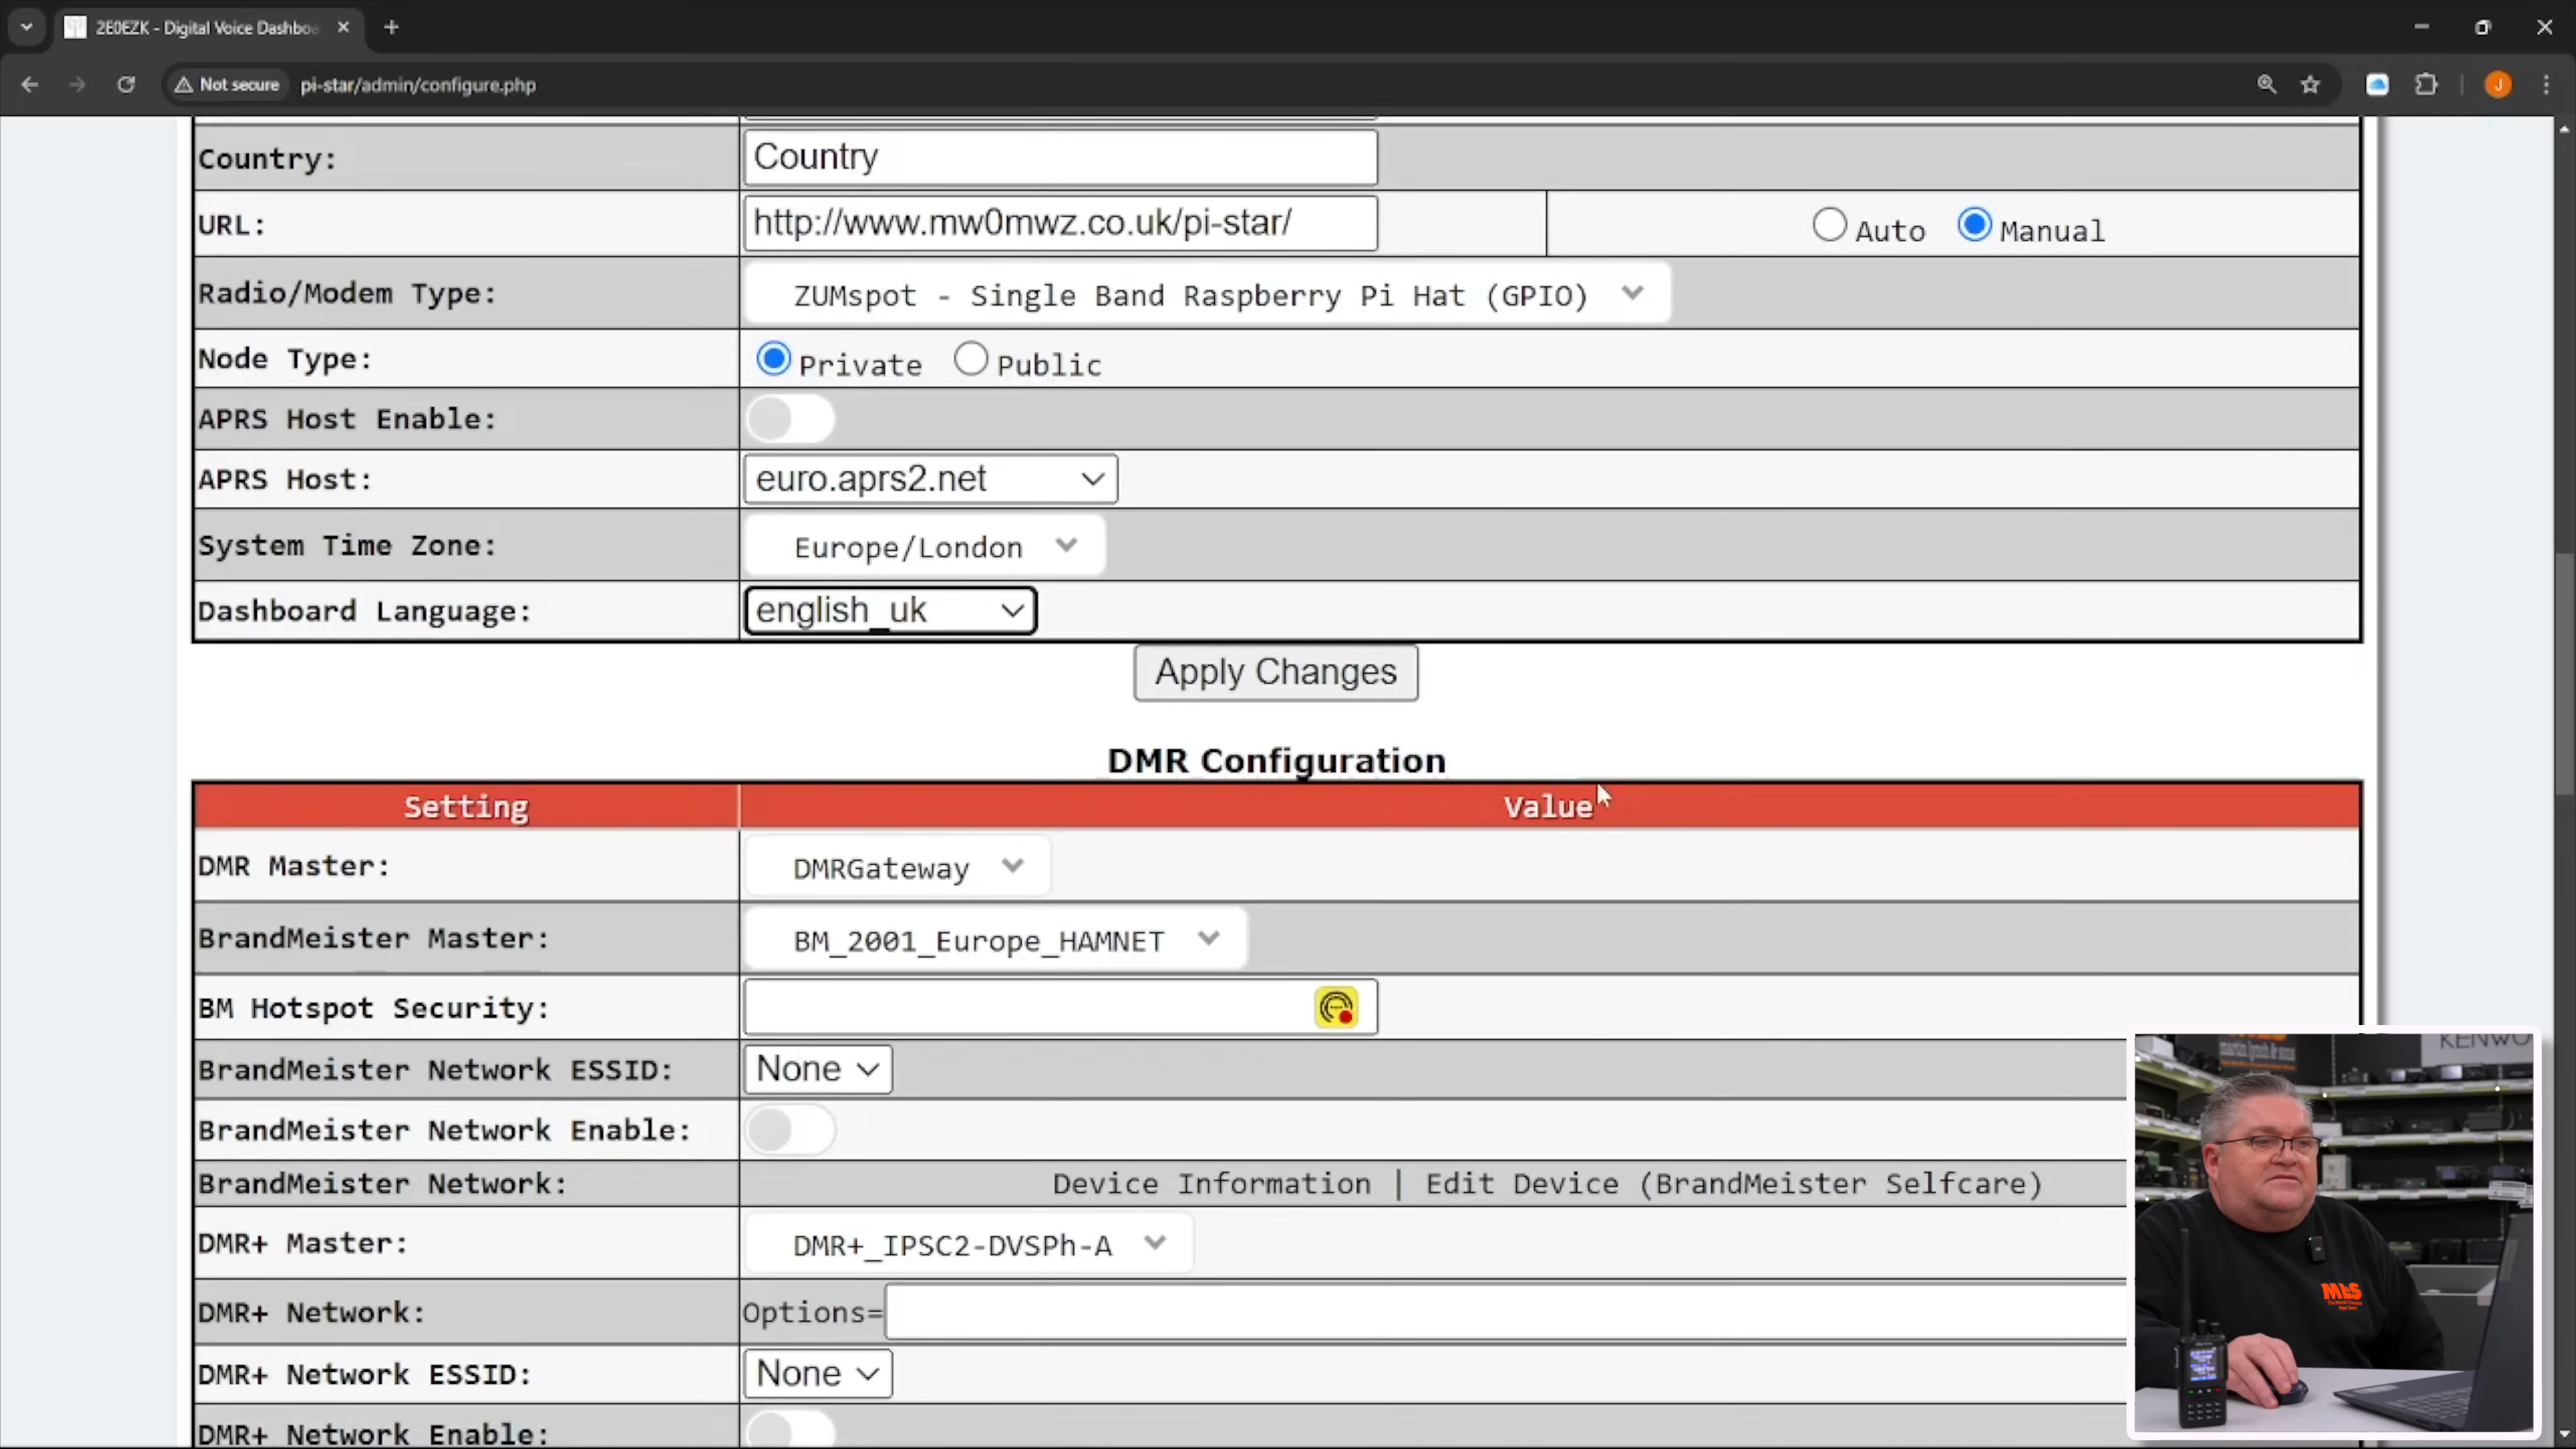 2E0EZK - Digital Voice Dashboa
Not secure pi-star/admin/configure.php J
Country: Country
URL: http://www.mw0mwz.co.uk/pi-star/ Auto Manual
Radio/Modem Type: ZUMspot - Single Band Raspberry Pi Hat (GPIO)
Node Type: Private Public
APRS Host Enable:
APRS Host: euro.aprs2.net
System Time Zone: Europe/London
Dashboard Language: english_uk
Apply Changes
DMR Configuration
Setting Value
DMR Master: DMRGateway
BrandMeister Master: BM_2001_Europe_HAMNET
BM Hotspot Security:
BrandMeister Network ESSID: None
BrandMeister Network Enable:
BrandMeister Network: Device Information | Edit Device (BrandMeister Selfcare)
DMR+ Master: DMR+_IPSC2-DVSPh-A
DMR+ Network: Options=
DMR+ Network ESSID: None
DMR+ Network Enable:
KENWO